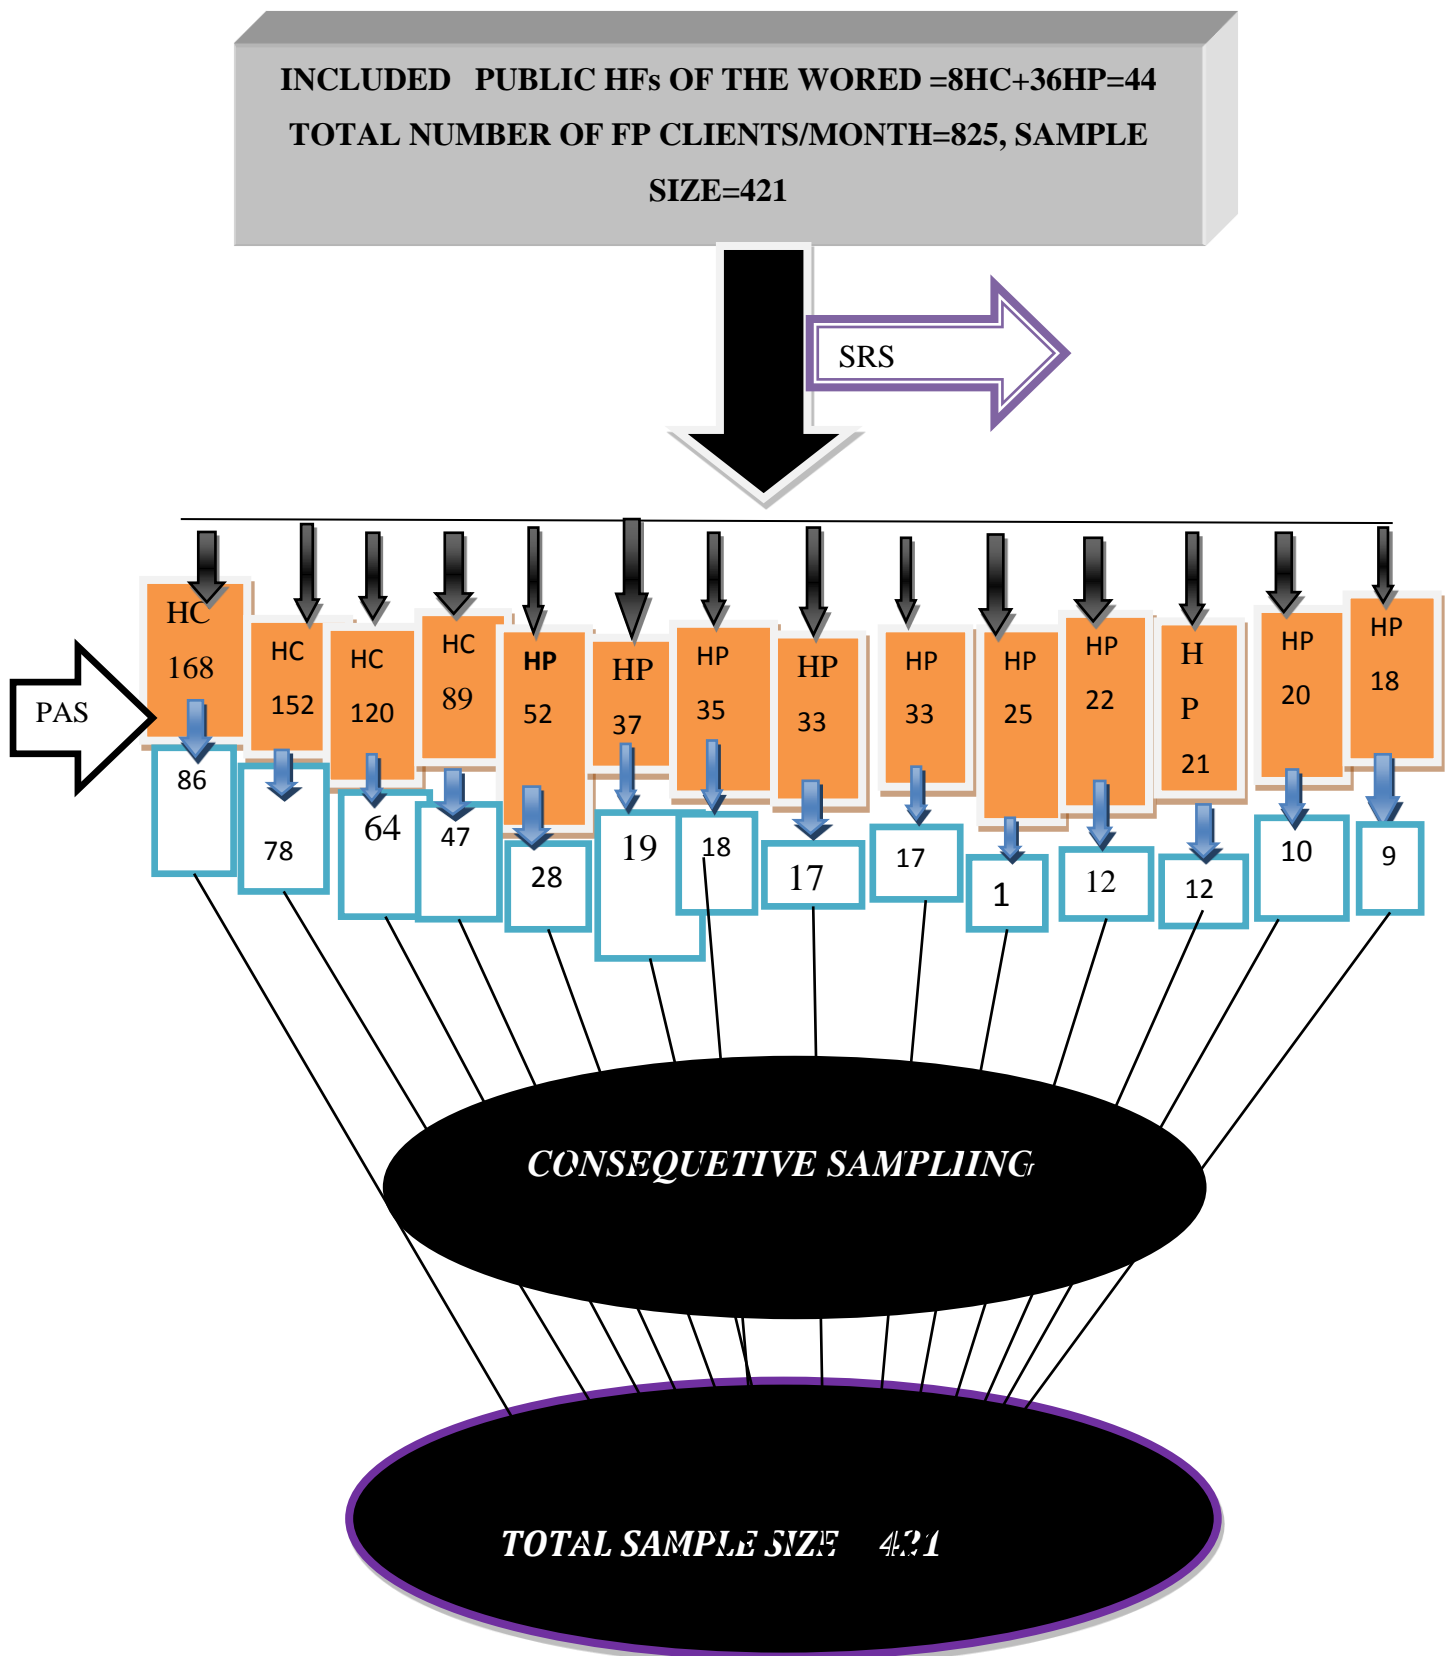 INCLUDED PUBLIC HFs OF THE WORED =8HC+36HP=44
TOTAL NUMBER OF FP CLIENTS/MONTH=825, SAMPLE
SIZE=421
SRS
PAS
HC
168
HC
152
HC
120
HC
89
HP
52
HP
37
HP
35
HP
33
HP
33
HP
25
HP
22
H
P
21
HP
20
HP
18
86
78
64
47
28
19
18
17
17
1
12
12
10
9
CONSEQUETIVE SAMPLIING
TOTAL SAMPLE SIZE 421